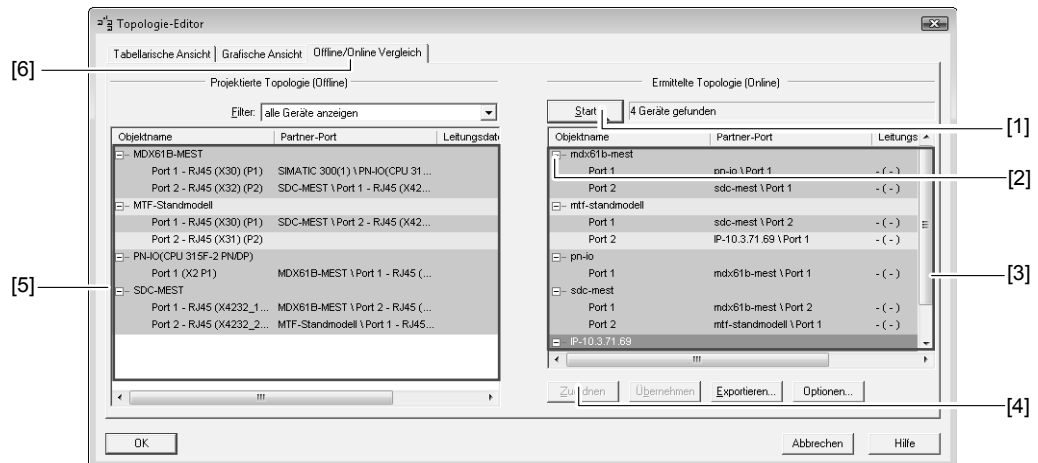 Topologie-Editor
Tabellarische Ansicht Grafische Ansicht Offline/Online Vergleich
[6]
Projektierte Topologie (Offline)
Filter: alle Geräte anzeigen
Objektname Partner-Port Leitungsdate
MDX61B-MEST
Port 1 - RJ45 (X30) (P1) SIMATIC 300(1) \ PN-IO(CPU 31...
Port 2 - RJ45 (X32) (P2) SDC-MEST \ Port 1 - RJ45 (X42...
MTF-Standmodell
Port 1 - RJ45 (X30) (P1) SDC-MEST \ Port 2 - RJ45 (X42...
Port 2 - RJ45 (X31) (P2)
PN-IO(CPU 315F-2 PN/DP)
Port 1 (X2 P1) MDX61B-MEST \ Port 1 - RJ45 (...
[5]
SDC-MEST
Port 1 - RJ45 (X4232_1... MDX61B-MEST \ Port 2 - RJ45 (...
Port 2 - RJ45 (X4232_2... MTF-Standmodell \ Port 1 - RJ45...
Ermittelte Topologie (Online)
Start 4 Geräte gefunden
[1]
Objektname Partner-Port Leitungs
mdx61b-mest
[2]
Port 1 pn-io \ Port 1 - ( - )
Port 2 sdc-mest \ Port 1 - ( - )
mtf-standmodell
Port 1 sdc-mest \ Port 2 - ( - )
Port 2 IP-10.3.71.69 \ Port 1 - ( - )
pn-io
Port 1 mdx61b-mest \ Port 1 - ( - )
[3]
sdc-mest
Port 1 mdx61b-mest \ Port 2 - ( - )
Port 2 mtf-standmodell \ Port 1 - ( - )
IP-10.3.71.69
Zuordnen Übernehmen Exportieren... Optionen...
[4]
OK Abbrechen Hilfe